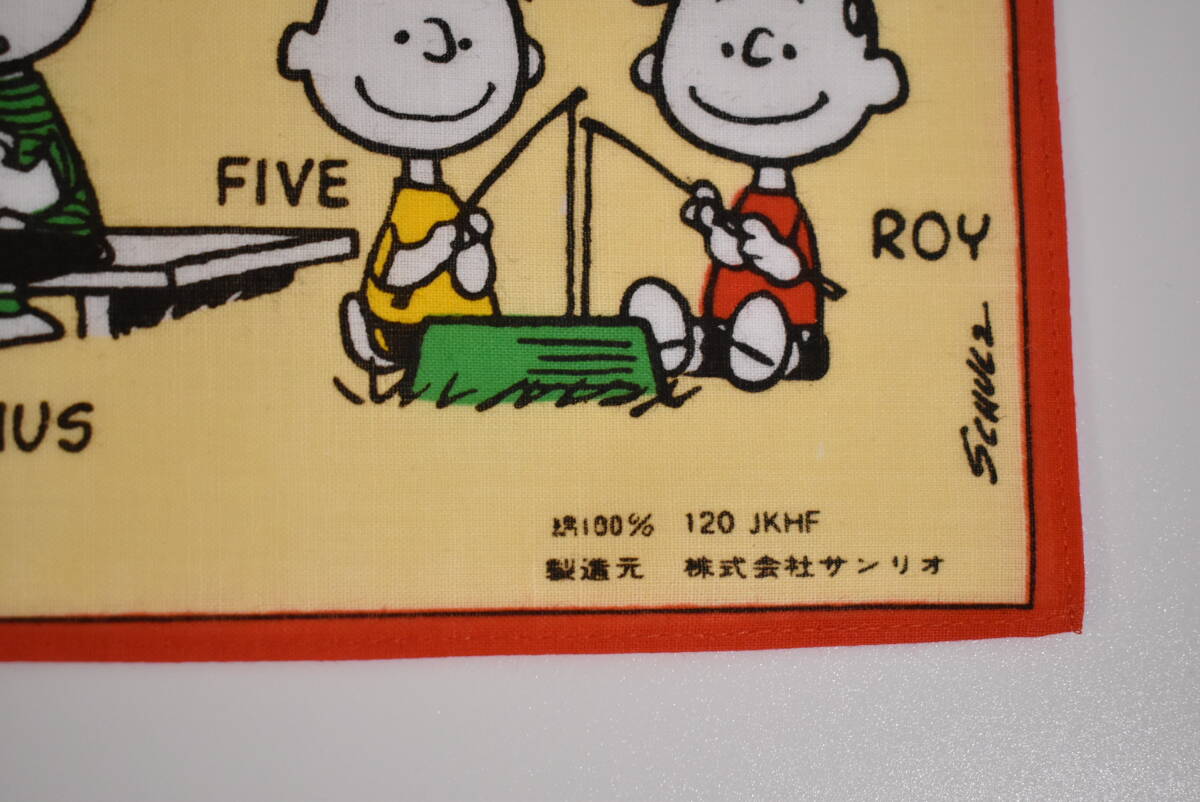 FIVE
ROY
SCHULZ
IUS
綿100% 120 JKHF
製造元 株式会社サンリオ